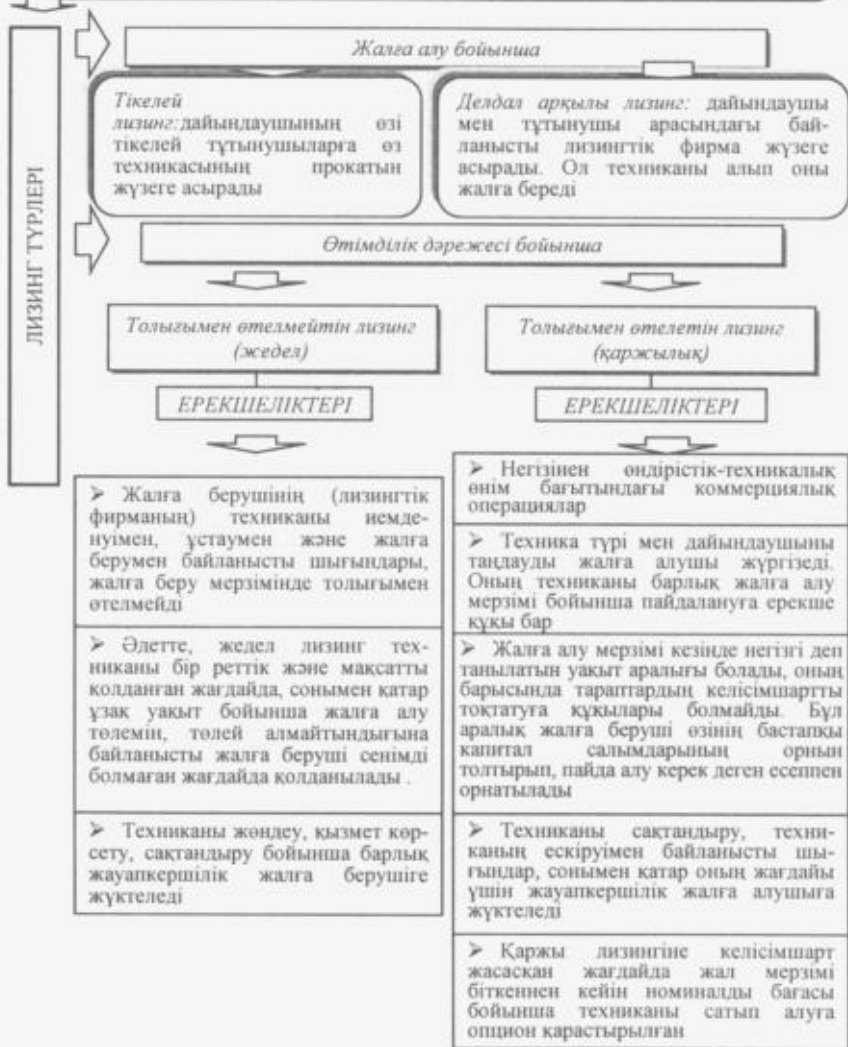 ЛИЗИНГ ТҮРЛЕРІ
Жалға алу бойынша
Тікелей
лизинг:дайындаушының өзі
тікелей тұтынушыларға өз
техникасының прокатын
жүзеге асырады
Делдал арқылы лизинг: дайындаушы
мен тұтынушы арасындағы бай-
ланысты лизингтік фирма жүзеге
асырады. Ол техниканы алып оны
жалға береді
Өтімділік дәрежесі бойынша
Толығымен өтелмейтін лизинг
(жедел)
ЕРЕКШЕЛІКТЕРІ
➢ Жалға берушінің (лизингтік
фирманың) техниканы иемде-
нуімен, ұстаумен және жалға
берумен байланысты шығындары,
жалға беру мерзімінде толығымен
өтелмейді
➢ Әдетте, жедел лизинг тех-
никаны бір реттік және мақсатты
қолданған жағдайда, сонымен қатар
ұзақ уақыт бойынша жалға алу
төлемін, төлей алмайтындығына
байланысты жалға беруші сенімді
болмаған жағдайда қолданылады .
➢ Техниканы жөндеу, қызмет көр-
сету, сақтандыру бойынша барлық
жауапкершілік жалға берушіге
жүктеледі
Толығымен өтелетін лизинг
(қаржылық)
ЕРЕКШЕЛІКТЕРІ
➢ Негізінен өндірістік-техникалық
өнім бағытындағы коммерциялық
операциялар
➢ Техника түрі мен дайындаушыны
таңдауды жалға алушы жүргізеді.
Оның техниканы барлық жалға алу
мерзімі бойынша пайдалануға ерекше
құқы бар
➢ Жалға алу мерзімі кезінде негізгі деп
танылатын уақыт аралығы болады, оның
барысында тараптардың келісімшартты
тоқтатуға құқылары болмайды. Бұл
аралық жалға беруші өзінің бастапқы
капитал салымдарының орнын
толтырып, пайда алу керек деген есеппен
орнатылады
➢ Техниканы сақтандыру, техни-
каның ескіруімен байланысты шы-
ғындар, сонымен қатар оның жағдайы
үшін жауапкершілік жалға алушыға
жүктеледі
➢ Қаржы лизингіне келісімшарт
жасасқан жағдайда жал мерзімі
біткеннен кейін номиналды бағасы
бойынша техниканы сатып алуға
опцион қарастырылған